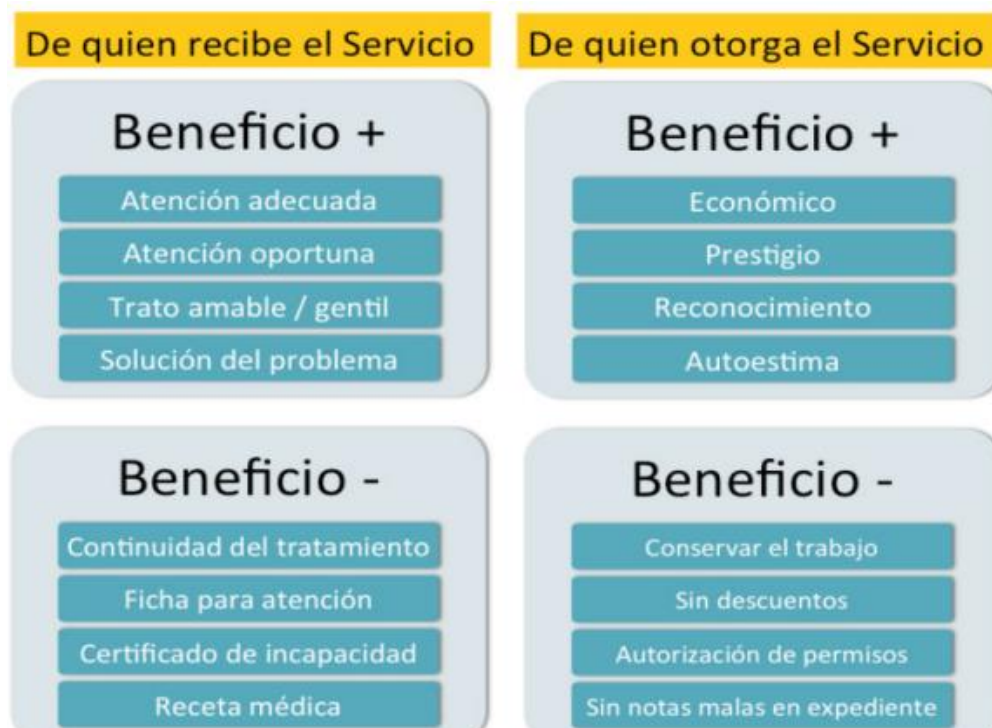 De quien recibe el Servicio
Beneficio +
Atención adecuada
Atención oportuna
Trato amable / gentil
Solución del problema
Beneficio -
Continuidad del tratamiento
Ficha para atención
Certificado de incapacidad
Receta médica
De quien otorga el Servicio
Beneficio +
Económico
Prestigio
Reconocimiento
Autoestima
Beneficio -
Conservar el trabajo
Sin descuentos
Autorización de permisos
Sin notas malas en expediente